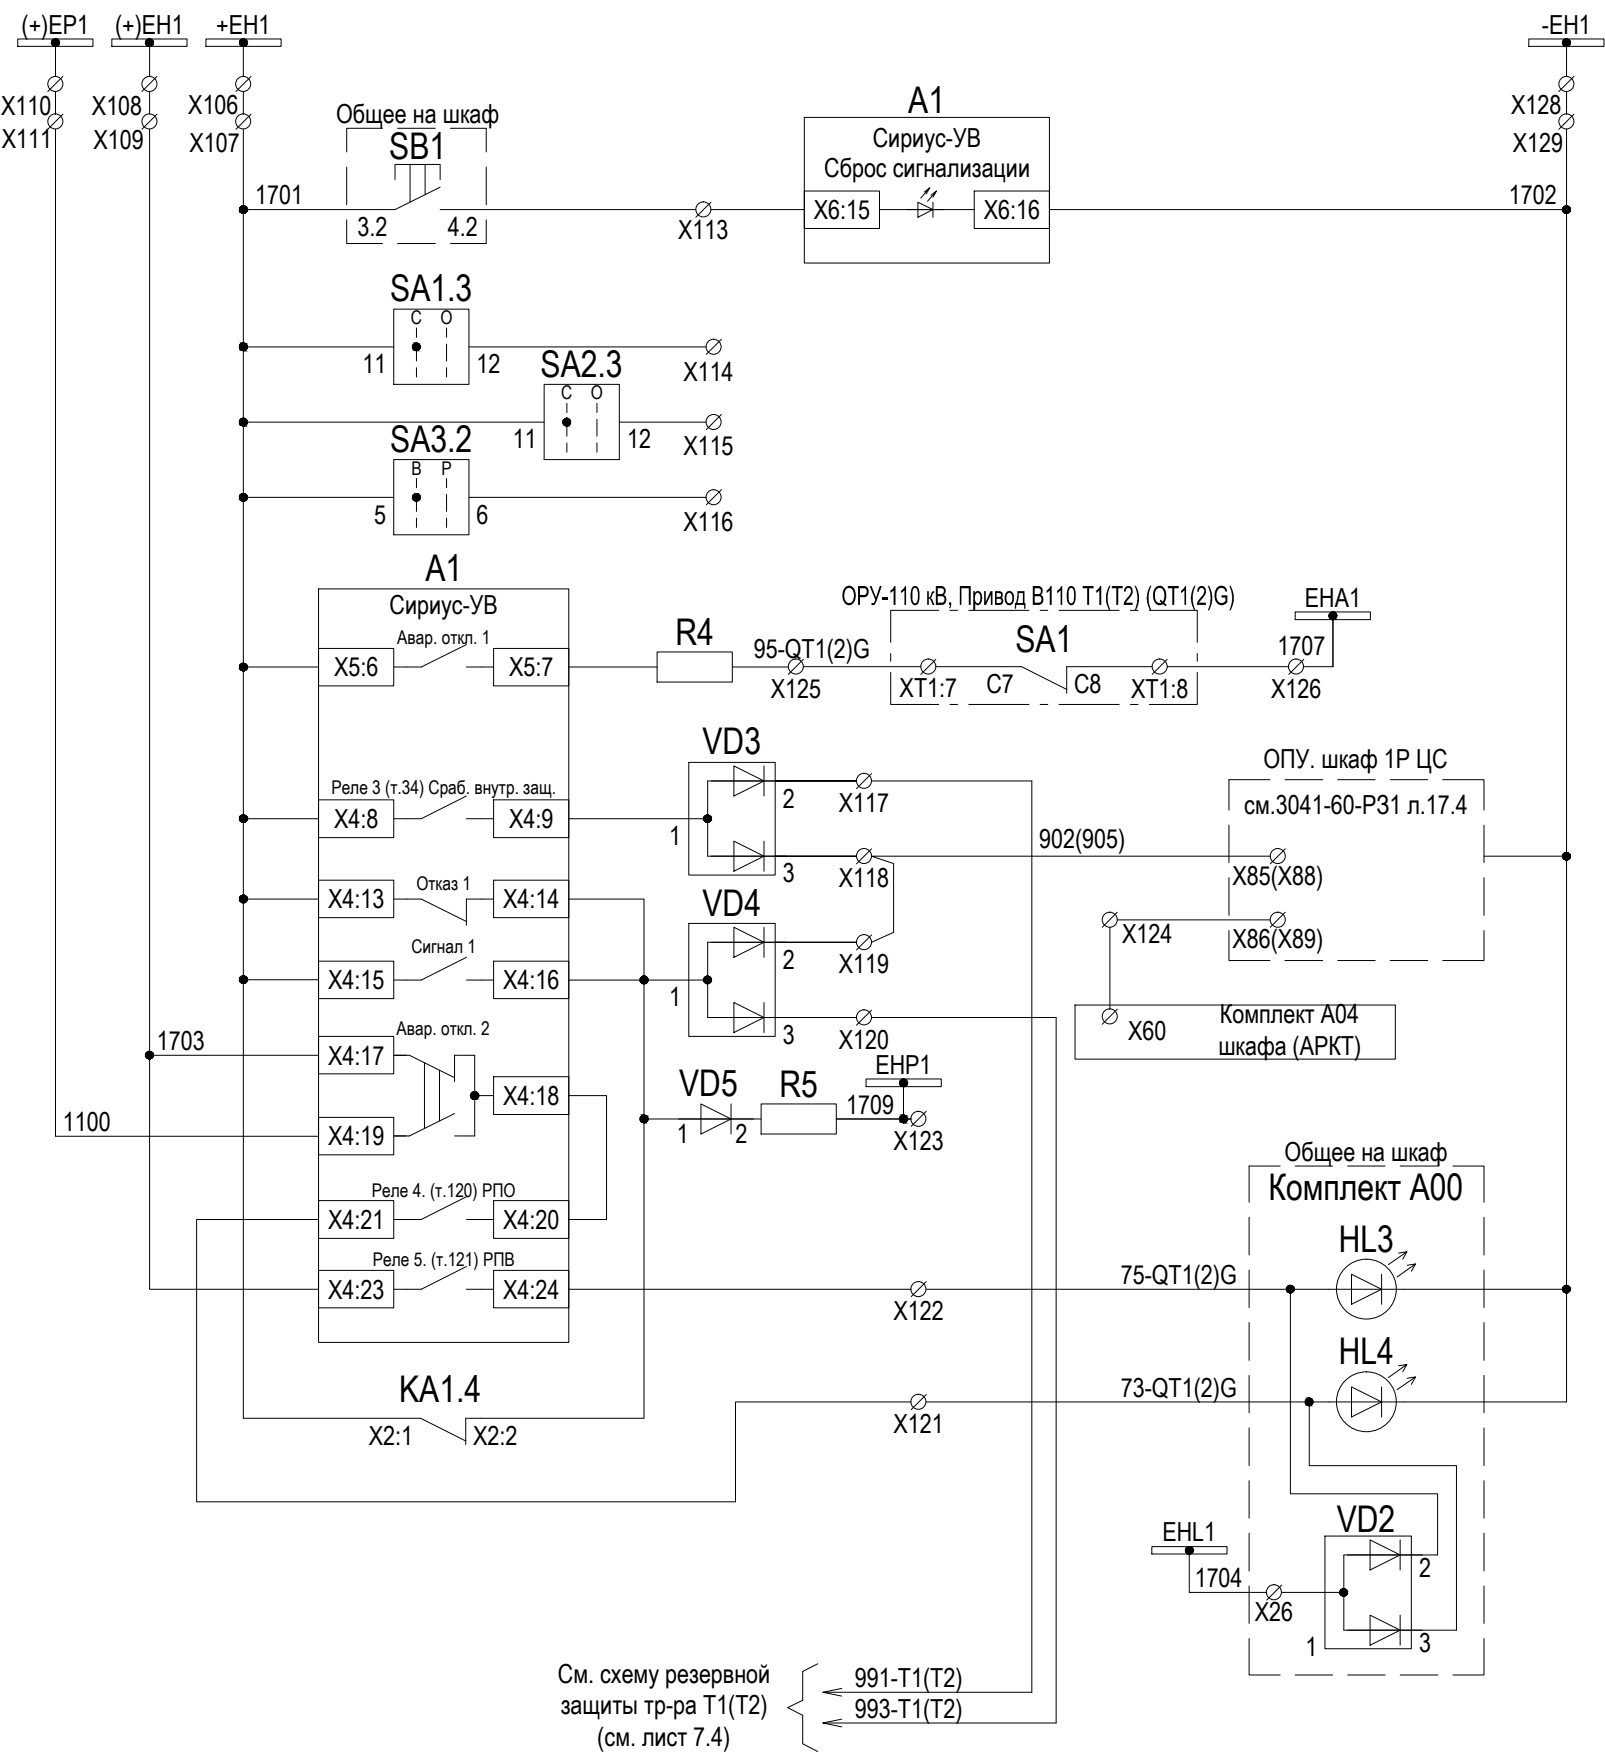 (+)EP1
(+)EH1
+EH1
-EH1
X110
X111
X108
X109
X106
X107
X128
X129
Общее на шкаф
SB1
1701
3.2
4.2
X113
A1
Сириус-УВ
Сброс сигнализации
X6:15
X6:16
1702
SA1.3
С О
11
12
X114
SA2.3
С О
11
12
X115
SA3.2
В Р
5
6
X116
A1
Сириус-УВ
Авар. откл. 1
X5:6
X5:7
R4
95-QT1(2)G
X125
ОРУ-110 кВ, Привод В110 Т1(Т2) (QT1(2)G)
SA1
XT1:7
C7
C8
XT1:8
1707
X126
EHA1
Реле 3 (т.34) Сраб. внутр. защ.
X4:8
X4:9
VD3
1
2
3
X117
X118
902(905)
ОПУ. шкаф 1Р ЦС
см.3041-60-РЗ1 л.17.4
X85(X88)
X86(X89)
X124
X60
Комплект А04
шкафа (АРКТ)
Отказ 1
X4:13
X4:14
Сигнал 1
X4:15
X4:16
VD4
1
2
3
X119
X120
Авар. откл. 2
1703
X4:17
X4:18
1100
X4:19
VD5
1
2
R5
1709
EHP1
X123
Реле 4. (т.120) РПО
X4:21
X4:20
Реле 5. (т.121) РПВ
X4:23
X4:24
X122
75-QT1(2)G
Общее на шкаф
Комплект А00
HL3
HL4
KA1.4
X2:1
X2:2
X121
73-QT1(2)G
EHL1
1704
X26
VD2
1
2
3
См. схему резервной
защиты тр-ра Т1(Т2)
(см. лист 7.4)
991-Т1(Т2)
993-Т1(Т2)